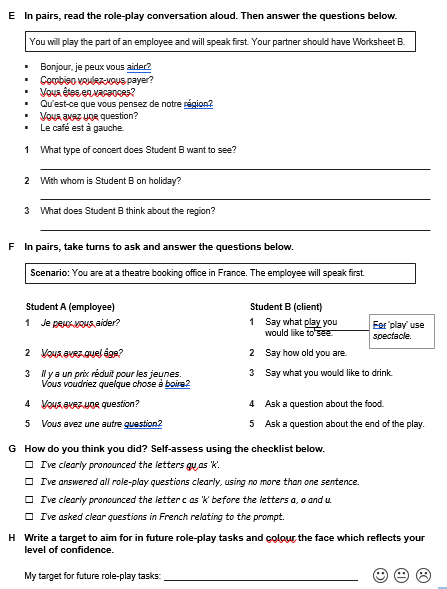 E In pairs, read the role-play conversation aloud. Then answer the questions below.
You will play the part of an employee and will speak first. Your partner should have Worksheet B.
▪ Bonjour, je peux vous aider?
▪ Combien voulez-vous payer?
▪ Vous êtes en vacances?
▪ Qu'est-ce que vous pensez de notre région?
▪ Vous avez une question?
▪ Le café est à gauche.
1 What type of concert does Student B want to see?
2 With whom is Student B on holiday?
3 What does Student B think about the region?
F In pairs, take turns to ask and answer the questions below.
Scenario: You are at a theatre booking office in France. The employee will speak first.
Student A (employee)
1 Je peux vous aider?
2 Vous avez quel âge?
3 Il y a un prix réduit pour les jeunes.
Vous voudriez quelque chose à boire?
4 Vous avez une question?
5 Vous avez une autre question?
Student B (client)
1 Say what play you
would like to see.
For 'play' use
spectacle.
2 Say how old you are.
3 Say what you would like to drink.
4 Ask a question about the food.
5 Ask a question about the end of the play.
G How do you think you did? Self-assess using the checklist below.
☐ I've clearly pronounced the letters qu as 'k'.
☐ I've answered all role-play questions clearly, using no more than one sentence.
☐ I've clearly pronounced the letter c as 'k' before the letters a, o and u.
☐ I've asked clear questions in French relating to the prompt.
H Write a target to aim for in future role-play tasks and colour the face which reflects your
level of confidence.
My target for future role-play tasks: